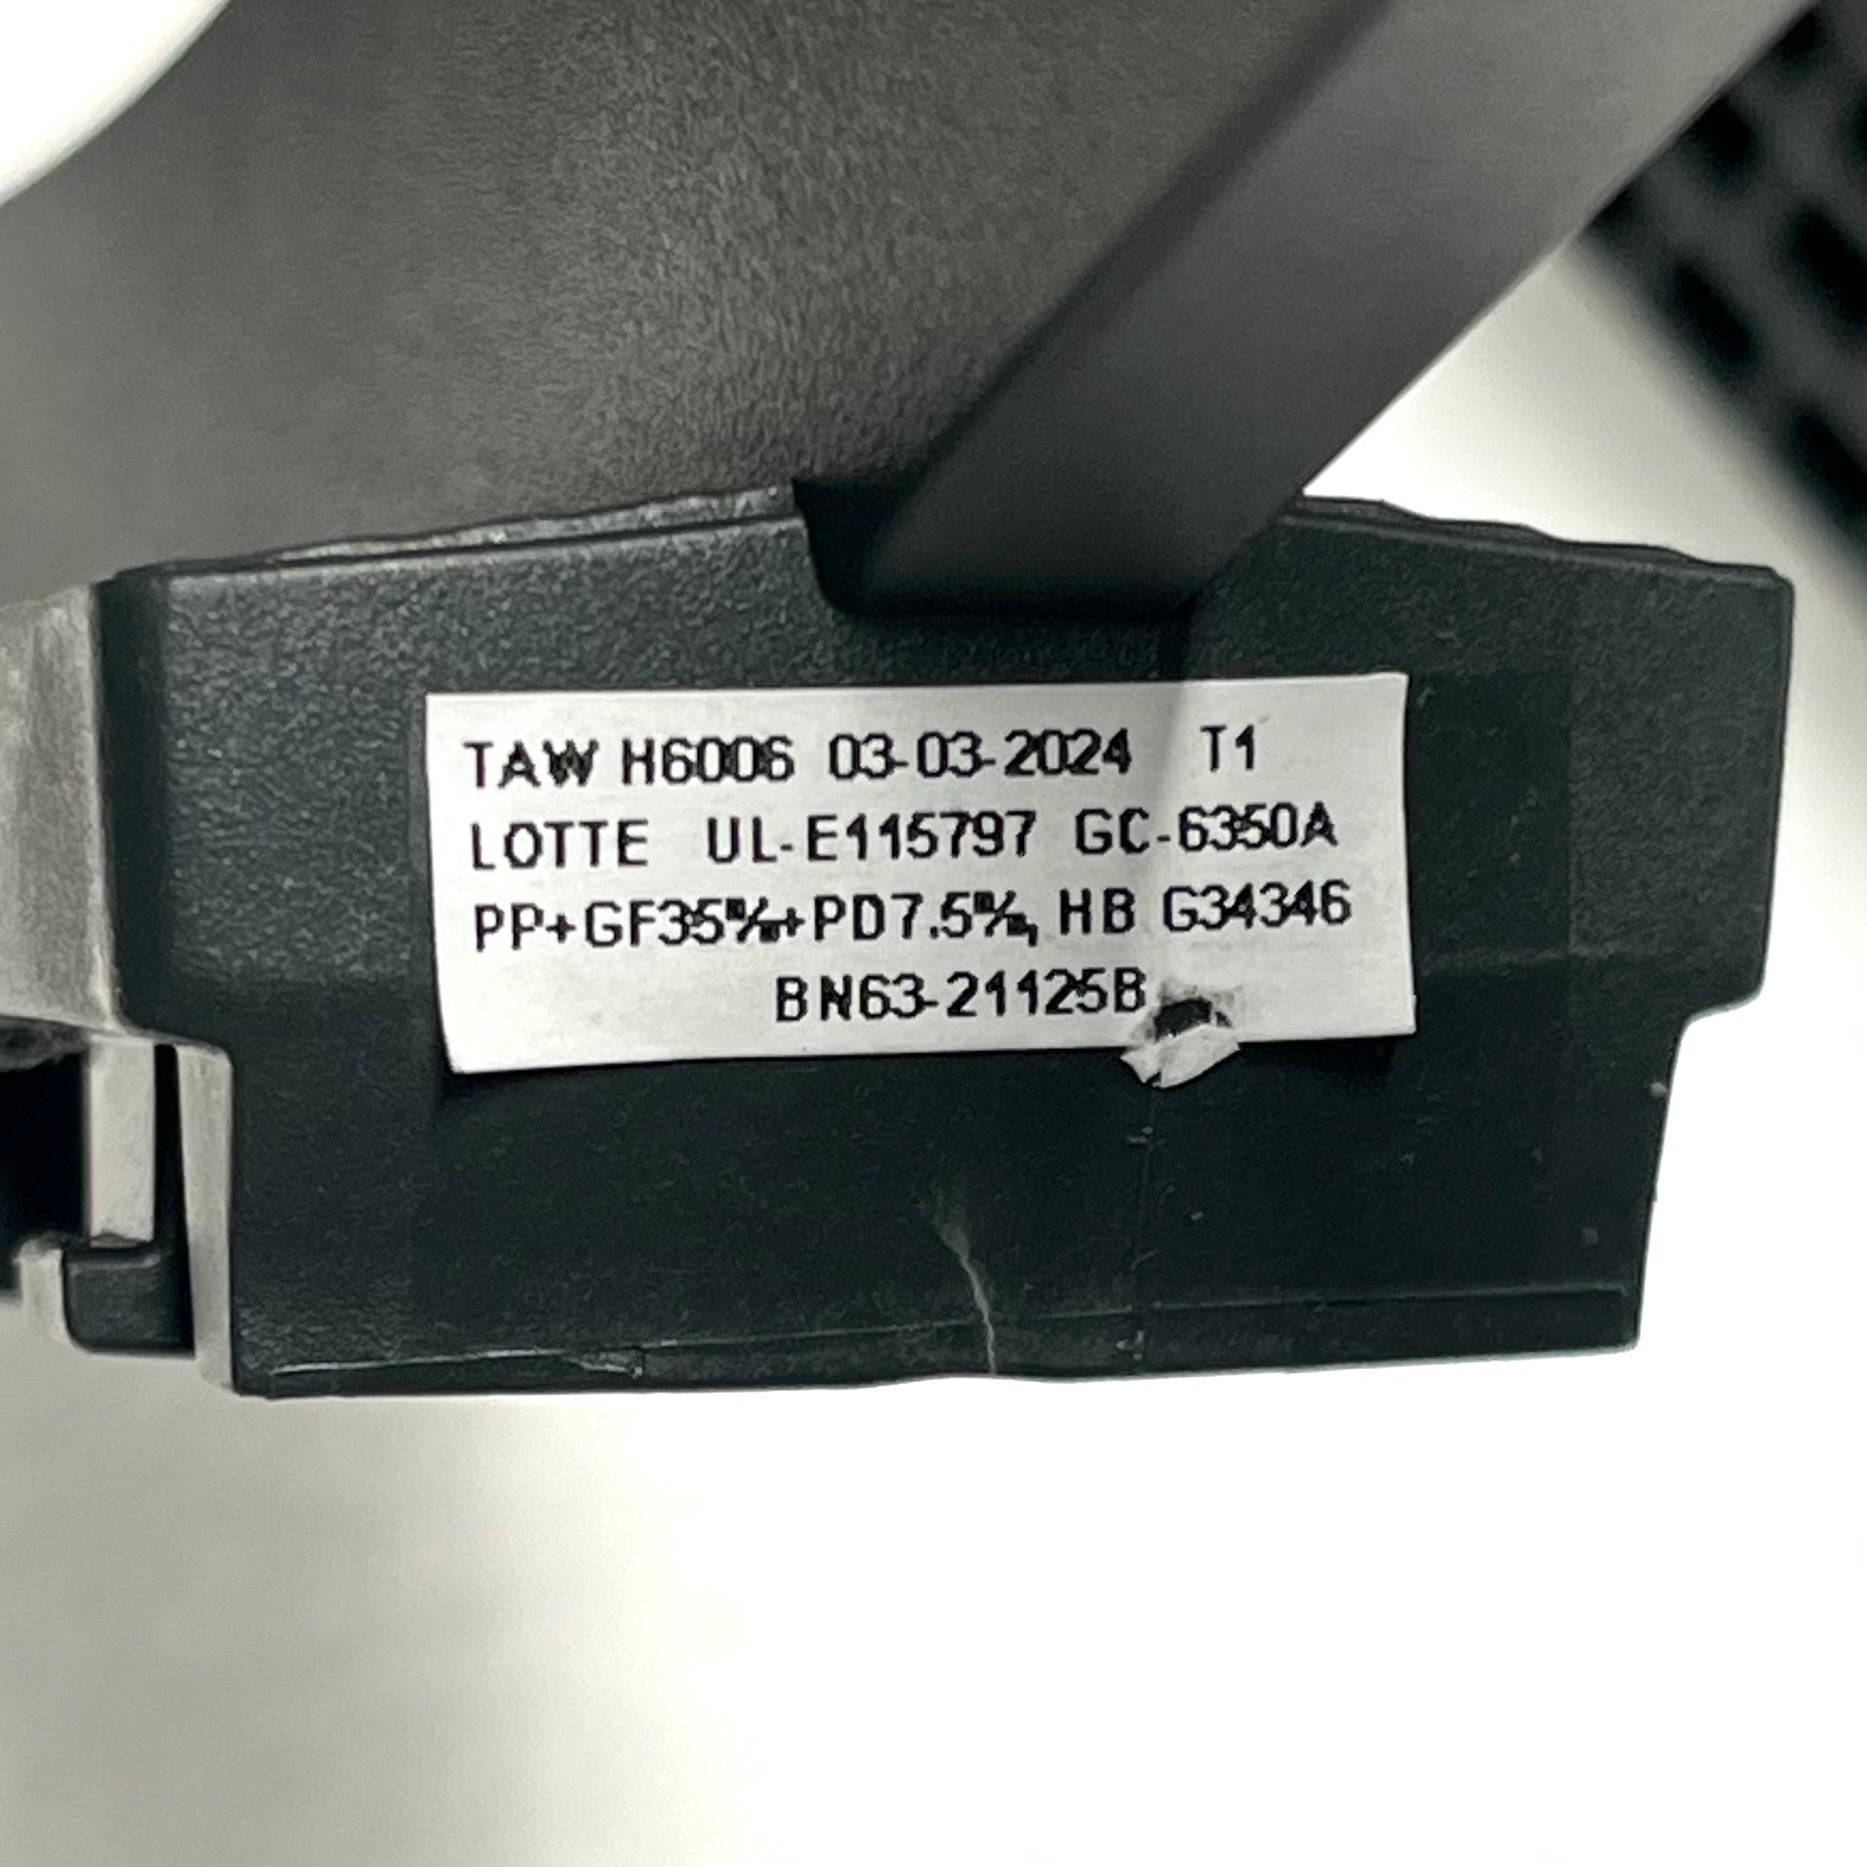 TAW H6006 03-03-2024 T1
LOTTE UL-E115797 GC-6350A
PP+GF35%+PD7.5%, HB G34346
BN63-21125B